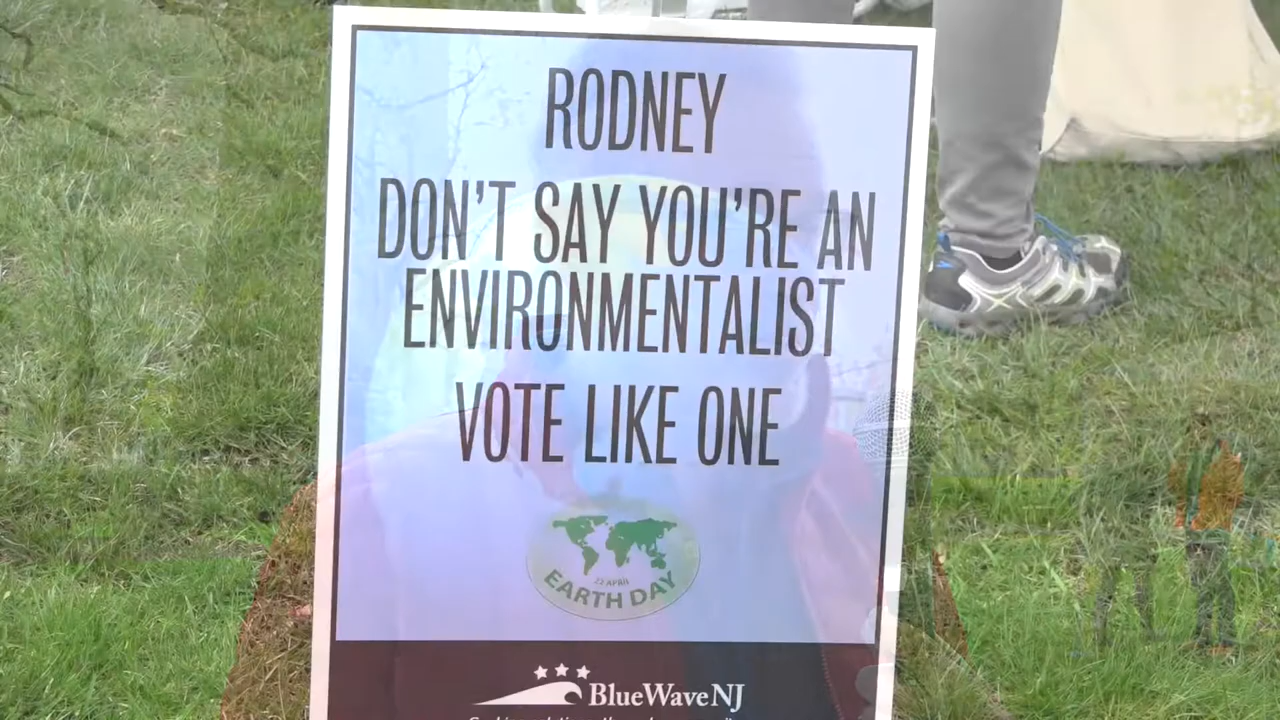 RODNEY
DON'T SAY YOU'RE AN
ENVIRONMENTALIST
VOTE LIKE ONE
22 APRIL
EARTH DAY
BlueWaveNJ